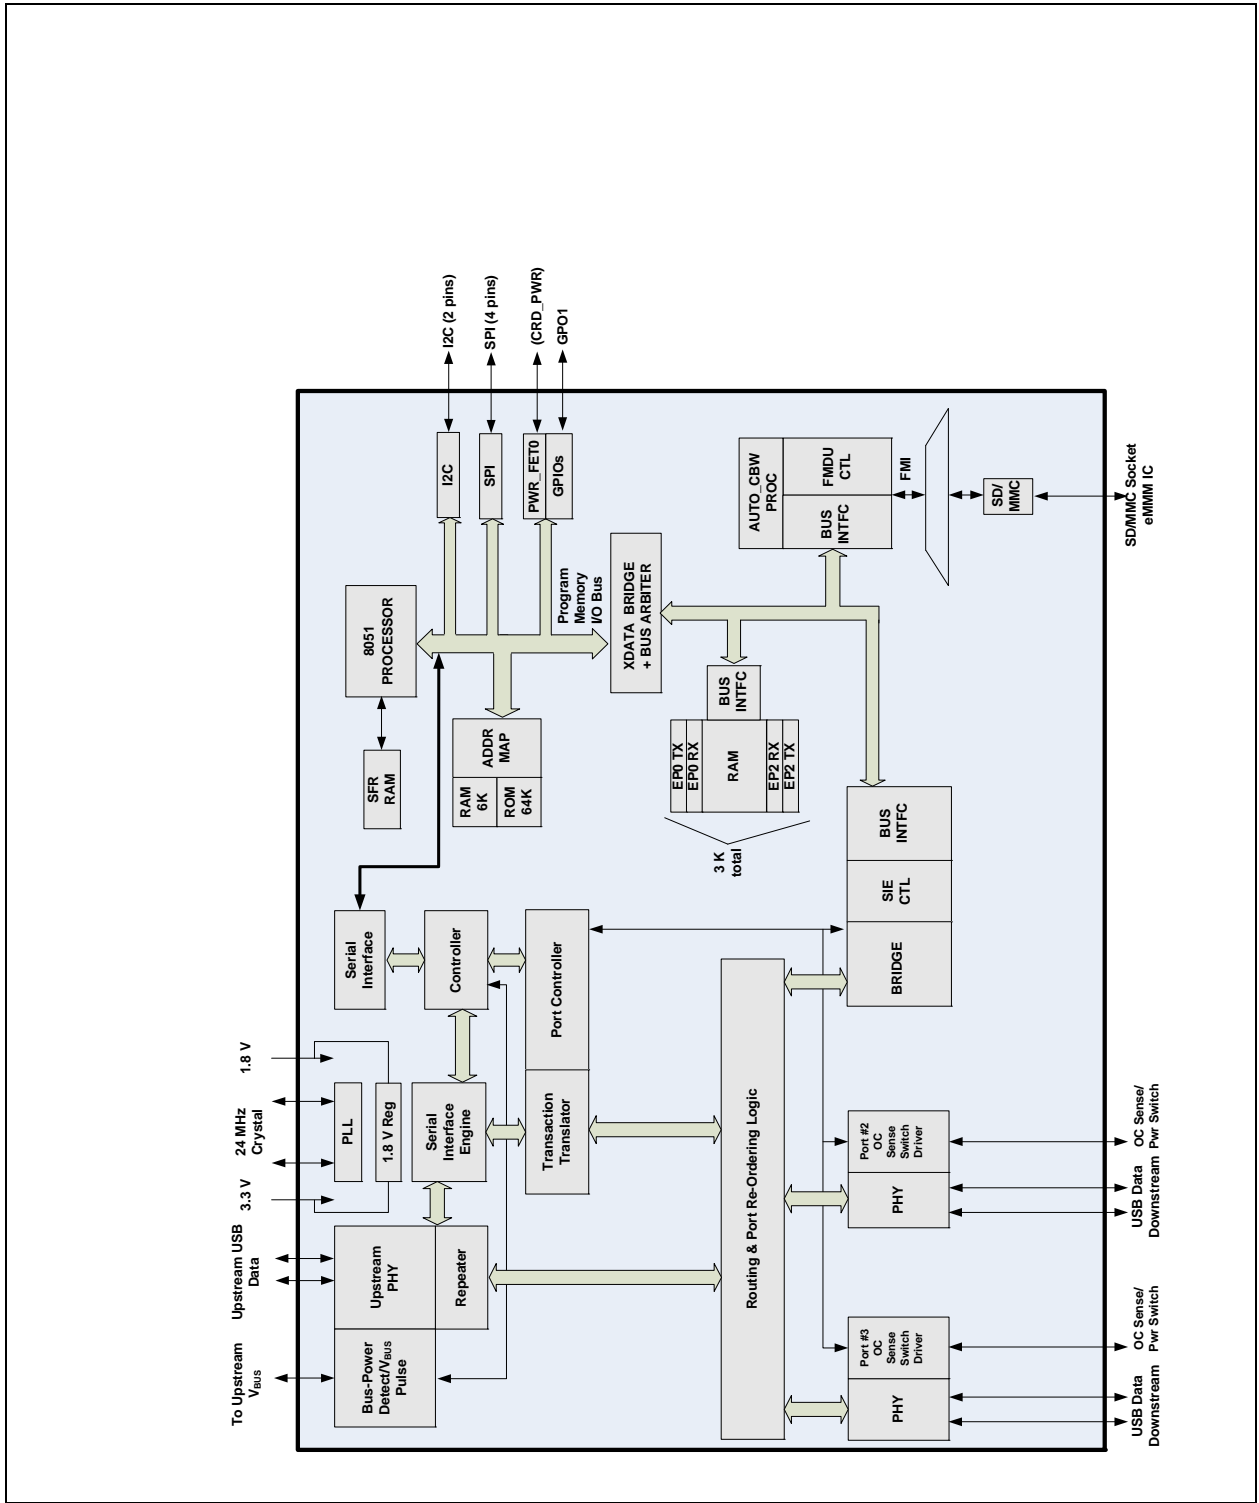 To Upstream
VBUS
Upstream USB
Data
3.3 V
24 MHz
Crystal
1.8 V
Bus-Power
Detect/VBUS
Pulse
Upstream
PHY
Repeater
PLL
1.8 V Reg
Serial
Interface
Engine
Serial
Interface
Controller
Transaction
Translator
Port Controller
SFR
RAM
8051
PROCESSOR
RAM
6K
ROM
64K
ADDR
MAP
I2C
I2C (2 pins)
SPI
SPI (4 pins)
PWR_FET0
(CRD_PWR)
GPIOs
GPO1
Program
Memory
I/O Bus
XDATA BRIDGE
+ BUS ARBITER
3 K
total
EP0 TX
EP0 RX
RAM
EP2 RX
EP2 TX
BUS
INTFC
AUTO_CBW
PROC
BUS
INTFC
FMDU
CTL
FMI
SD/
MMC
SD/MMC Socket
eMMM IC
Routing & Port Re-Ordering Logic
BRIDGE
SIE
CTL
BUS
INTFC
PHY
Port #3
OC
Sense
Switch
Driver
PHY
Port #2
OC
Sense
Switch
Driver
USB Data
Downstream
OC Sense/
Pwr Switch
USB Data
Downstream
OC Sense/
Pwr Switch